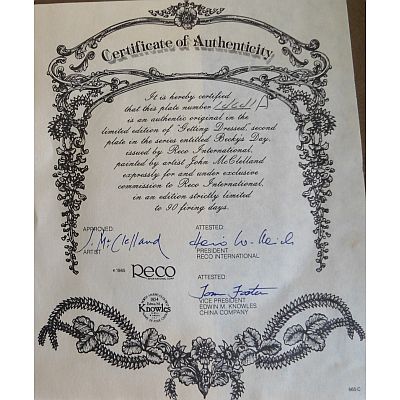 Certificate of Authenticity
It is hereby certified
that this plate number
is an authentic original in the
limited edition of "Getting Dressed, second
plate in the series entitled Becky's Day,
issued by Reco International,
painted by artist John McClelland
expressly for and under exclusive
commission to Reco International,
in an edition strictly limited
to 90 firing days.
APPROVED:
J. McClelland
ARTIST
ATTESTED:
PRESIDENT
RECO INTERNATIONAL
© 1985 Reco
ATTESTED:
Tom Foster
VICE PRESIDENT
EDWIN M. KNOWLES
CHINA COMPANY
Knowles